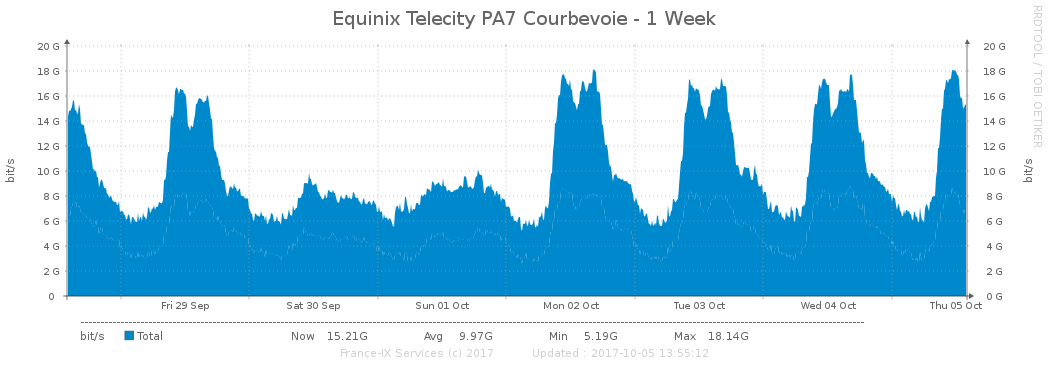 Equinix Telecity PA7 Courbevoie - 1 Week
RRDTOOL / TOBI OETIKER
20 G 20 G
18 G 18 G
16 G 16 G
14 G 14 G
12 G 12 G
10 G 10 G
8 G 8 G
6 G 6 G
4 G 4 G
2 G 2 G
0 0 G
bit/s
bit/s
Fri 29 Sep Sat 30 Sep Sun 01 Oct Mon 02 Oct Tue 03 Oct Wed 04 Oct Thu 05 Oct
bit/s Total Now 15.21G Avg 9.97G Min 5.19G Max 18.14G
France-IX Services (c) 2017 Updated : 2017-10-05 13:55:12